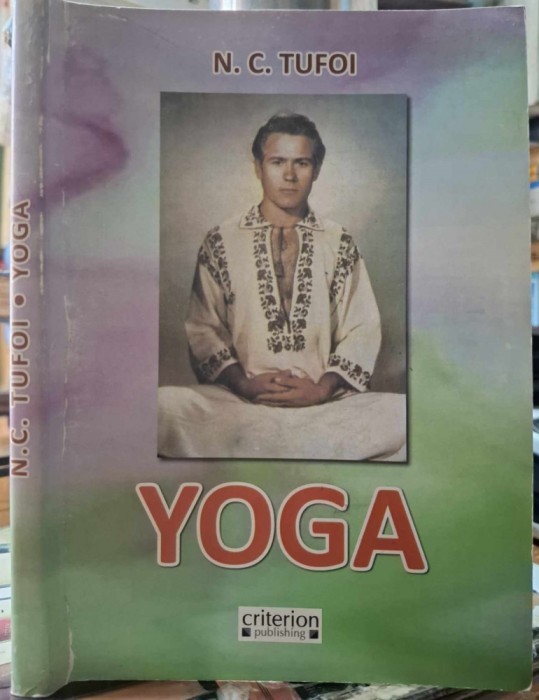 N. C. TUFOI
YOGA
criterion
publishing
N.C. TUFOI • YOGA